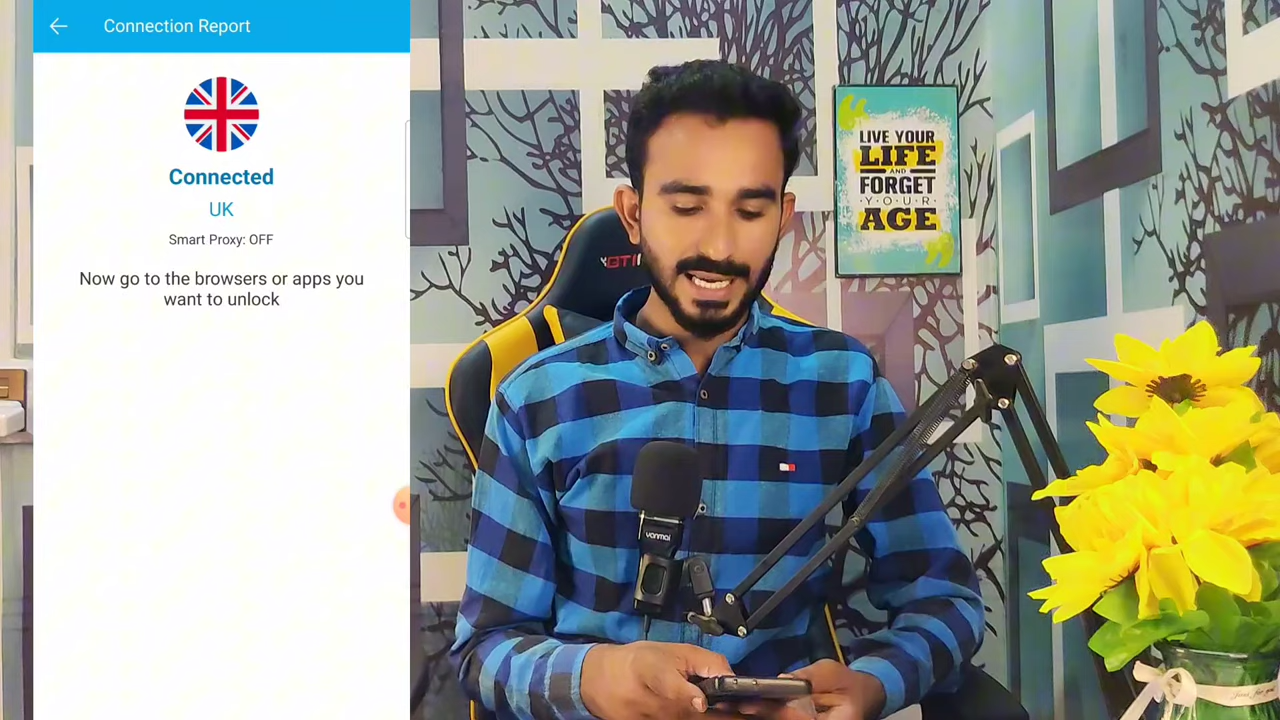 Connection Report
Connected
UK
Smart Proxy: OFF
Now go to the browsers or apps you
want to unlock
LIVE YOUR
LIFE
AND
FORGET
·Y·O·U·R·
AGE
vanmai